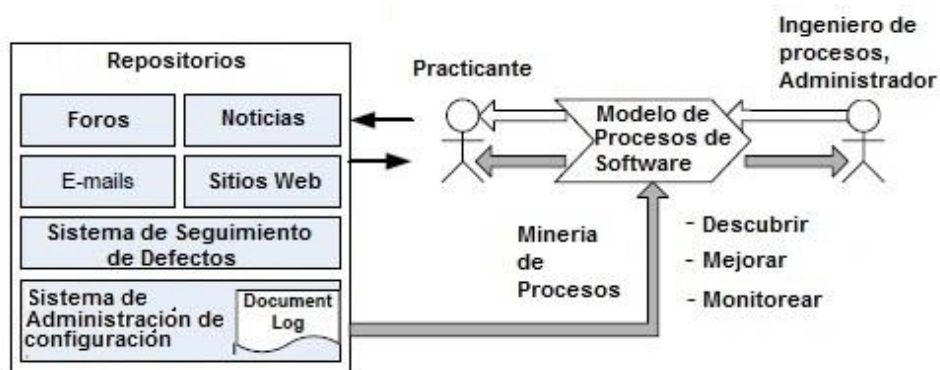 Repositorios
Foros
Noticias
E-mails
Sitios Web
Sistema de Seguimiento
de Defectos
Sistema de
Administración de
configuración
Document
Log
Practicante
Modelo de
Procesos de
Software
Ingeniero de
procesos,
Administrador
Mineria
de
Procesos
- Descubrir
- Mejorar
- Monitorear